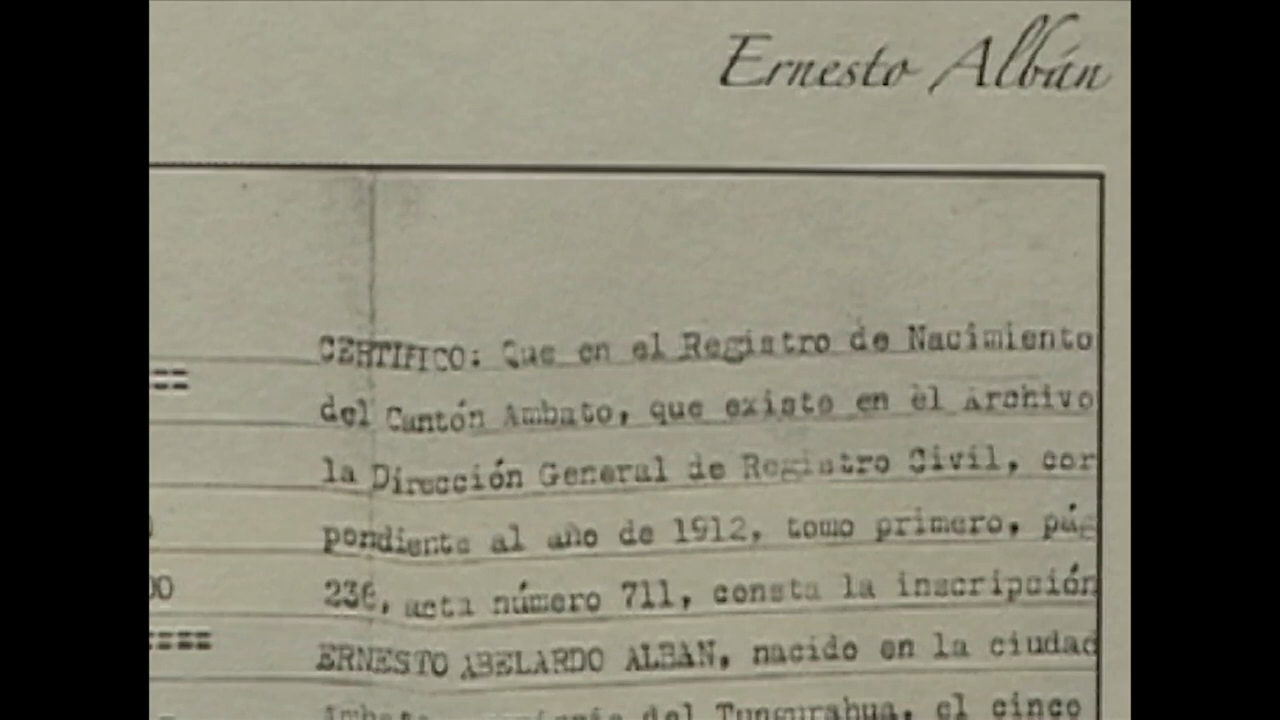 Ernesto Albán
CERTIFICO: Que en el Registro de Nacimiento
==
del Cantón Ambato, que existe en el Archivo
la Dirección General de Registro Civil, cor
pondiente al año de 1912, tomo primero, pág
00
236, acta número 711, consta la inscripción
====
ERNESTO ABELARDO ALBAN, nacido en la ciudad
del Tungurahua, el cinco